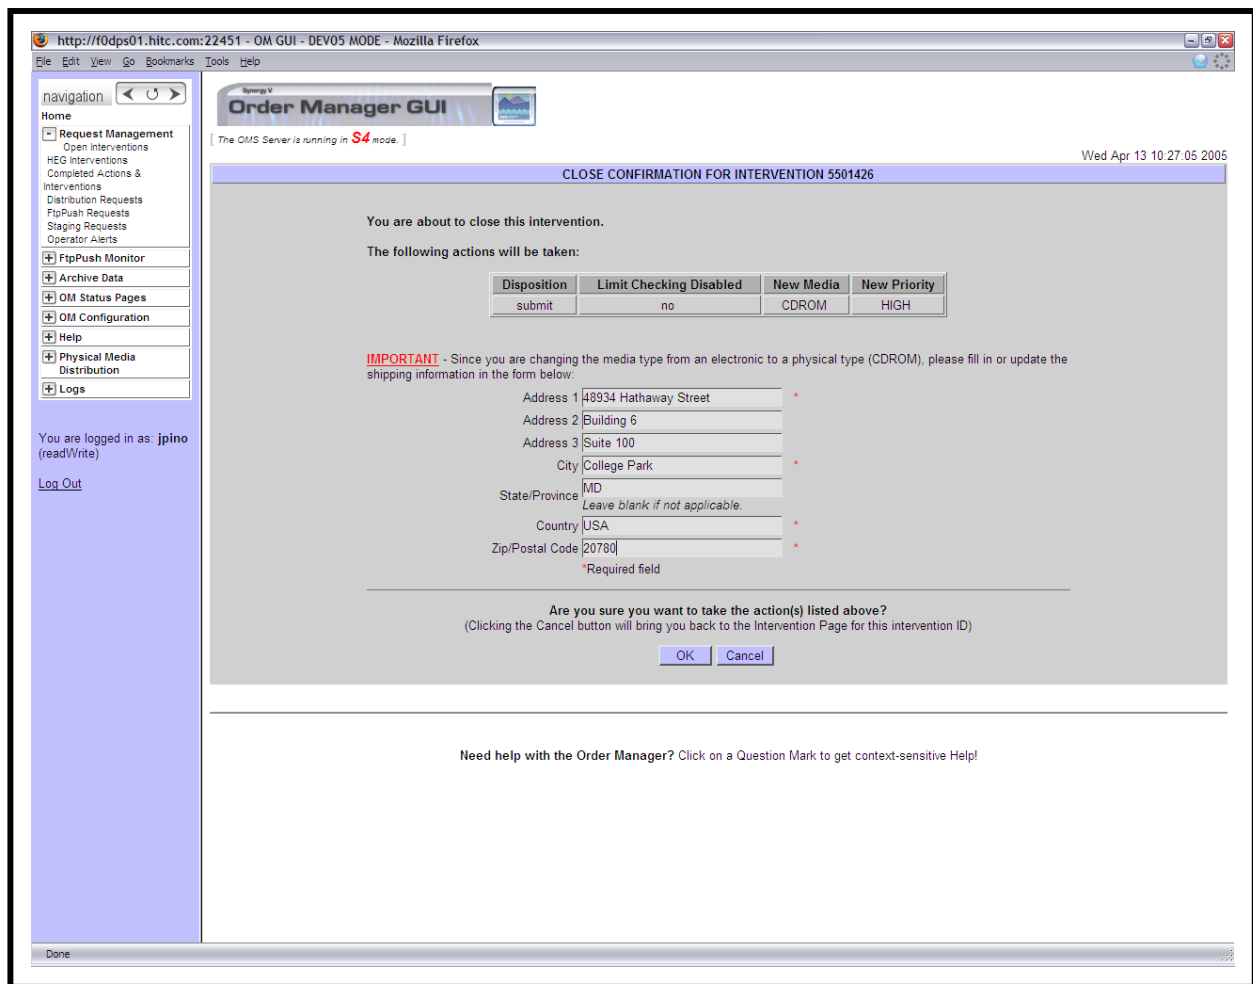 http://f0dps01.hitc.com:22451 - OM GUI - DEV05 MODE - Mozilla Firefox
File Edit View Go Bookmarks Tools Help
navigation
Home
Request Management
Open Interventions
HEG Interventions
Completed Actions &
Interventions
Distribution Requests
FtpPush Requests
Staging Requests
Operator Alerts
FtpPush Monitor
Archive Data
OM Status Pages
OM Configuration
Help
Physical Media
Distribution
Logs
You are logged in as: jpino
(readWrite)
Log Out
Synergy V
Order Manager GUI
[ The OMS Server is running in S4 mode. ]
Wed Apr 13 10:27:05 2005
CLOSE CONFIRMATION FOR INTERVENTION 5501426
You are about to close this intervention.
The following actions will be taken:
Disposition Limit Checking Disabled New Media New Priority
submit no CDROM HIGH
IMPORTANT - Since you are changing the media type from an electronic to a physical type (CDROM), please fill in or update the
shipping information in the form below:
Address 1 48934 Hathaway Street *
Address 2 Building 6
Address 3 Suite 100
City College Park *
State/Province MD
Leave blank if not applicable.
Country USA *
Zip/Postal Code 20780 *
*Required field
Are you sure you want to take the action(s) listed above?
(Clicking the Cancel button will bring you back to the Intervention Page for this intervention ID)
OK Cancel
Need help with the Order Manager? Click on a Question Mark to get context-sensitive Help!
Done